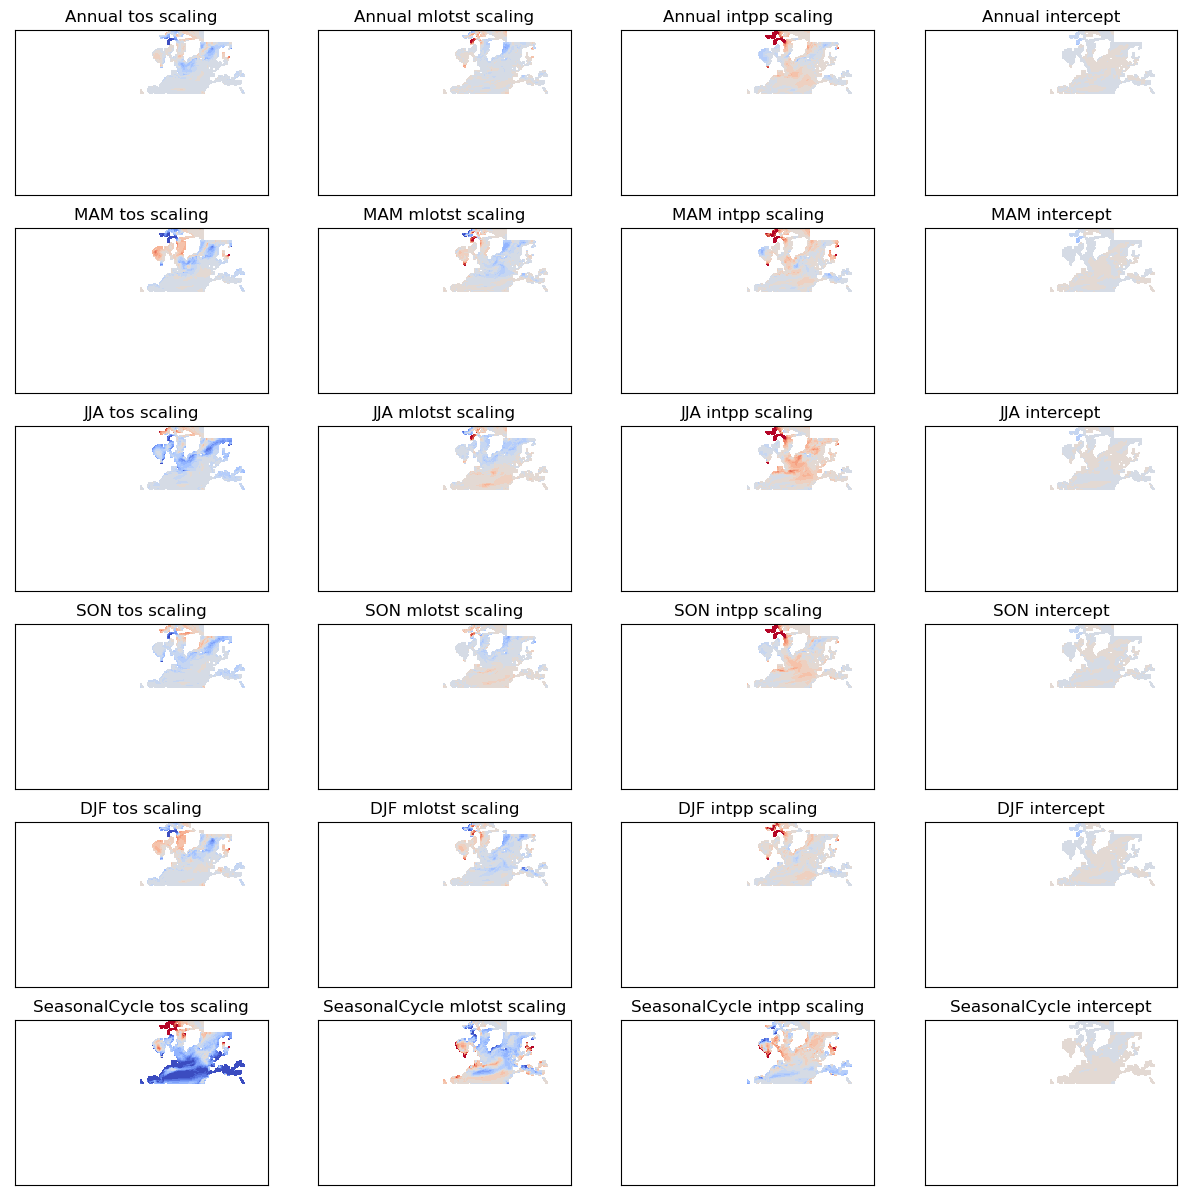 Annual tos scaling
Annual mlotst scaling
Annual intpp scaling
Annual intercept
MAM tos scaling
MAM mlotst scaling
MAM intpp scaling
MAM intercept
JJA tos scaling
JJA mlotst scaling
JJA intpp scaling
JJA intercept
SON tos scaling
SON mlotst scaling
SON intpp scaling
SON intercept
DJF tos scaling
DJF mlotst scaling
DJF intpp scaling
DJF intercept
SeasonalCycle tos scaling
SeasonalCycle mlotst scaling
SeasonalCycle intpp scaling
SeasonalCycle intercept